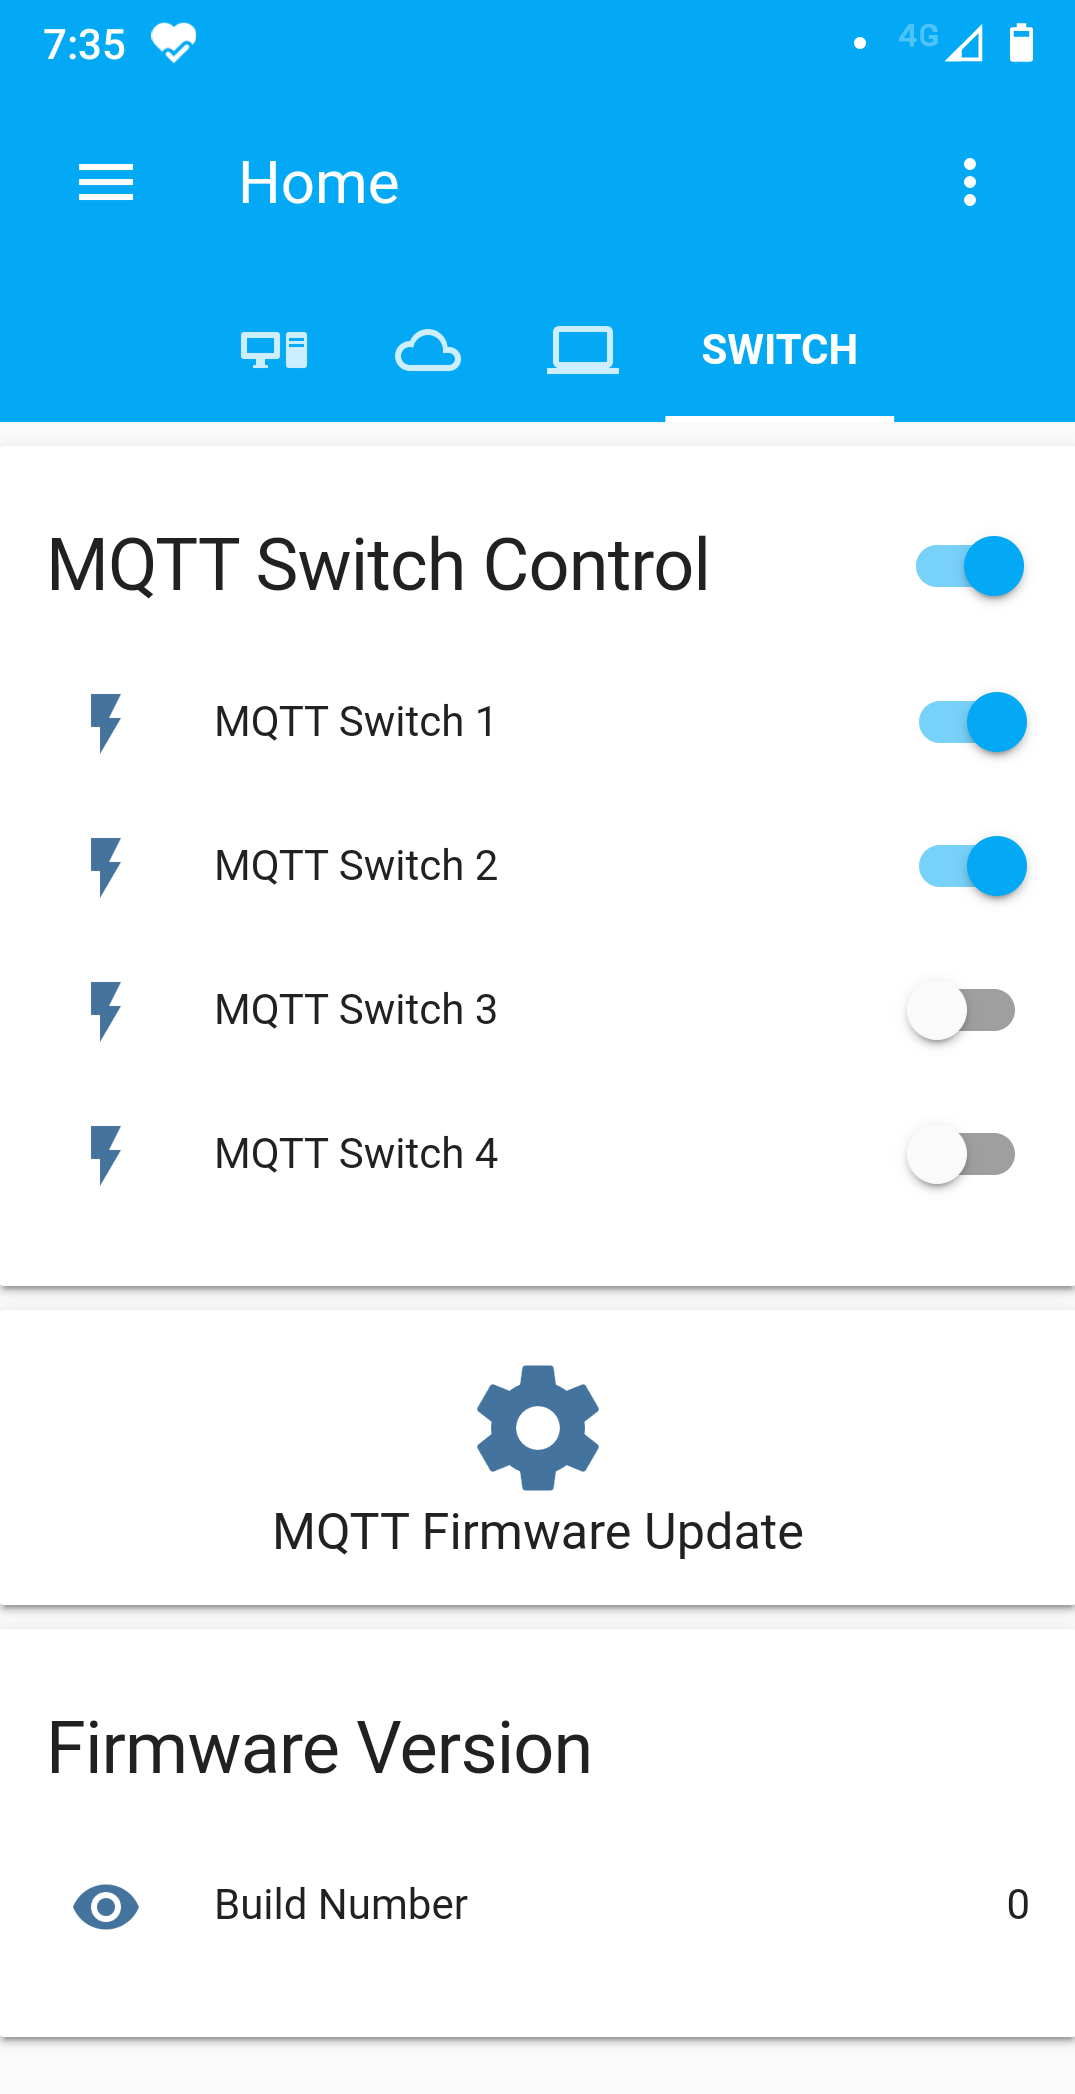 7:35
4G
Home
SWITCH
MQTT Switch Control
MQTT Switch 1
MQTT Switch 2
MQTT Switch 3
MQTT Switch 4
MQTT Firmware Update
Firmware Version
Build Number 0